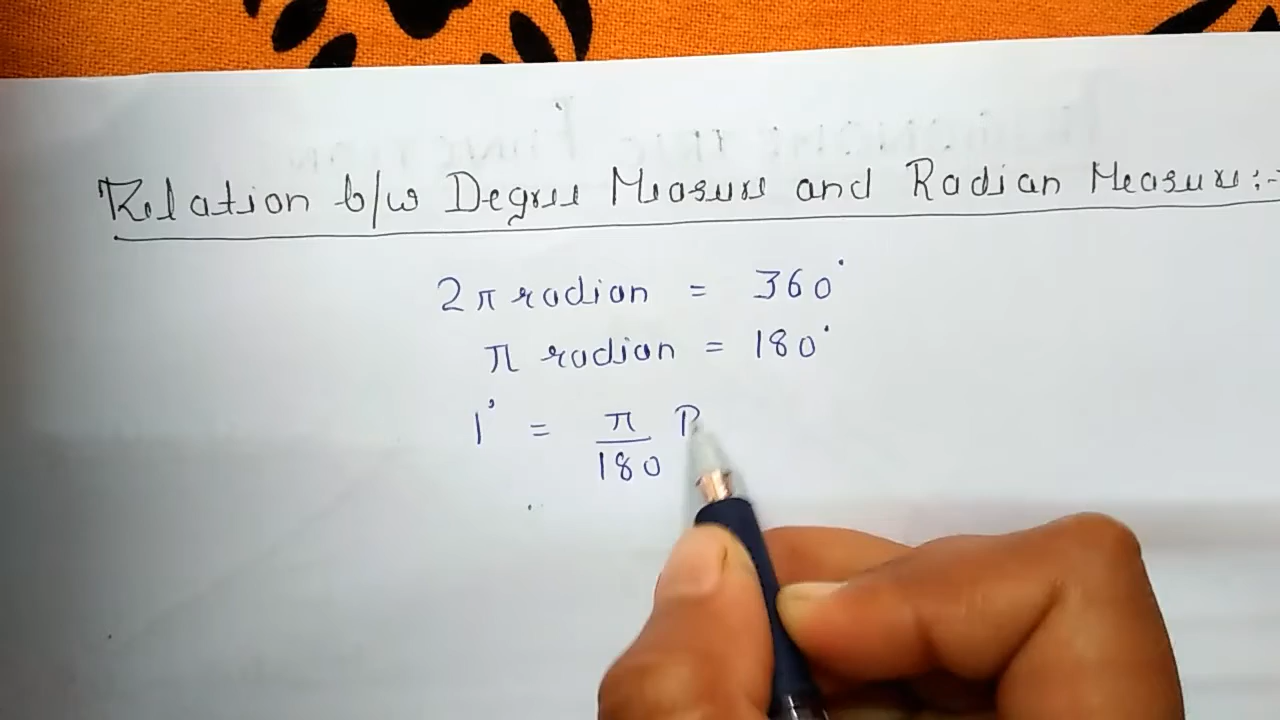 Relation b/w Degree Measure and Radian Measure:-
2π radian = 360°
π radian = 180°
1° = π/180 R